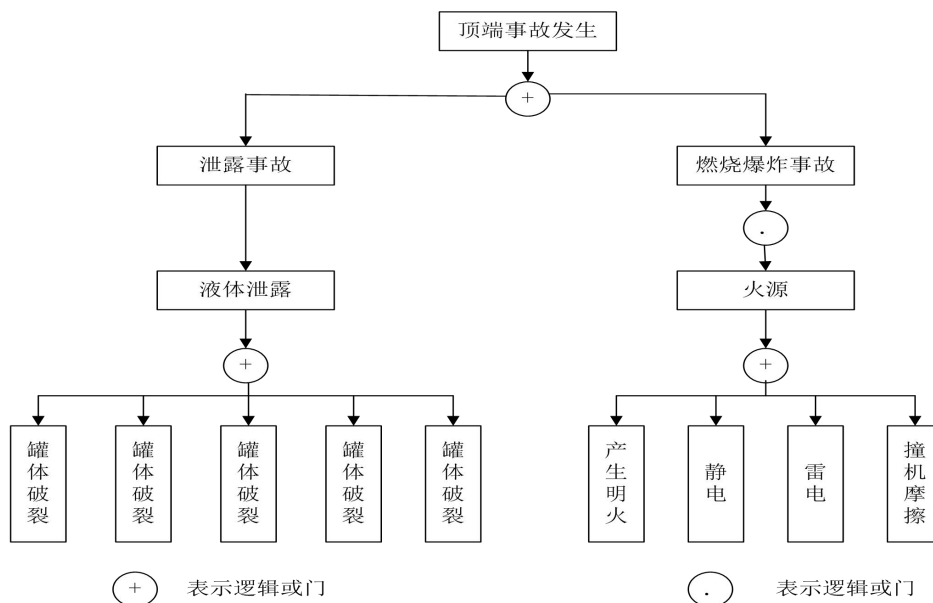 顶端事故发生
+
泄露事故
燃烧爆炸事故
.
液体泄露
火源
+
+
罐体破裂
罐体破裂
罐体破裂
罐体破裂
罐体破裂
产生明火
静电
雷电
撞机摩擦
+ 表示逻辑或门
. 表示逻辑或门